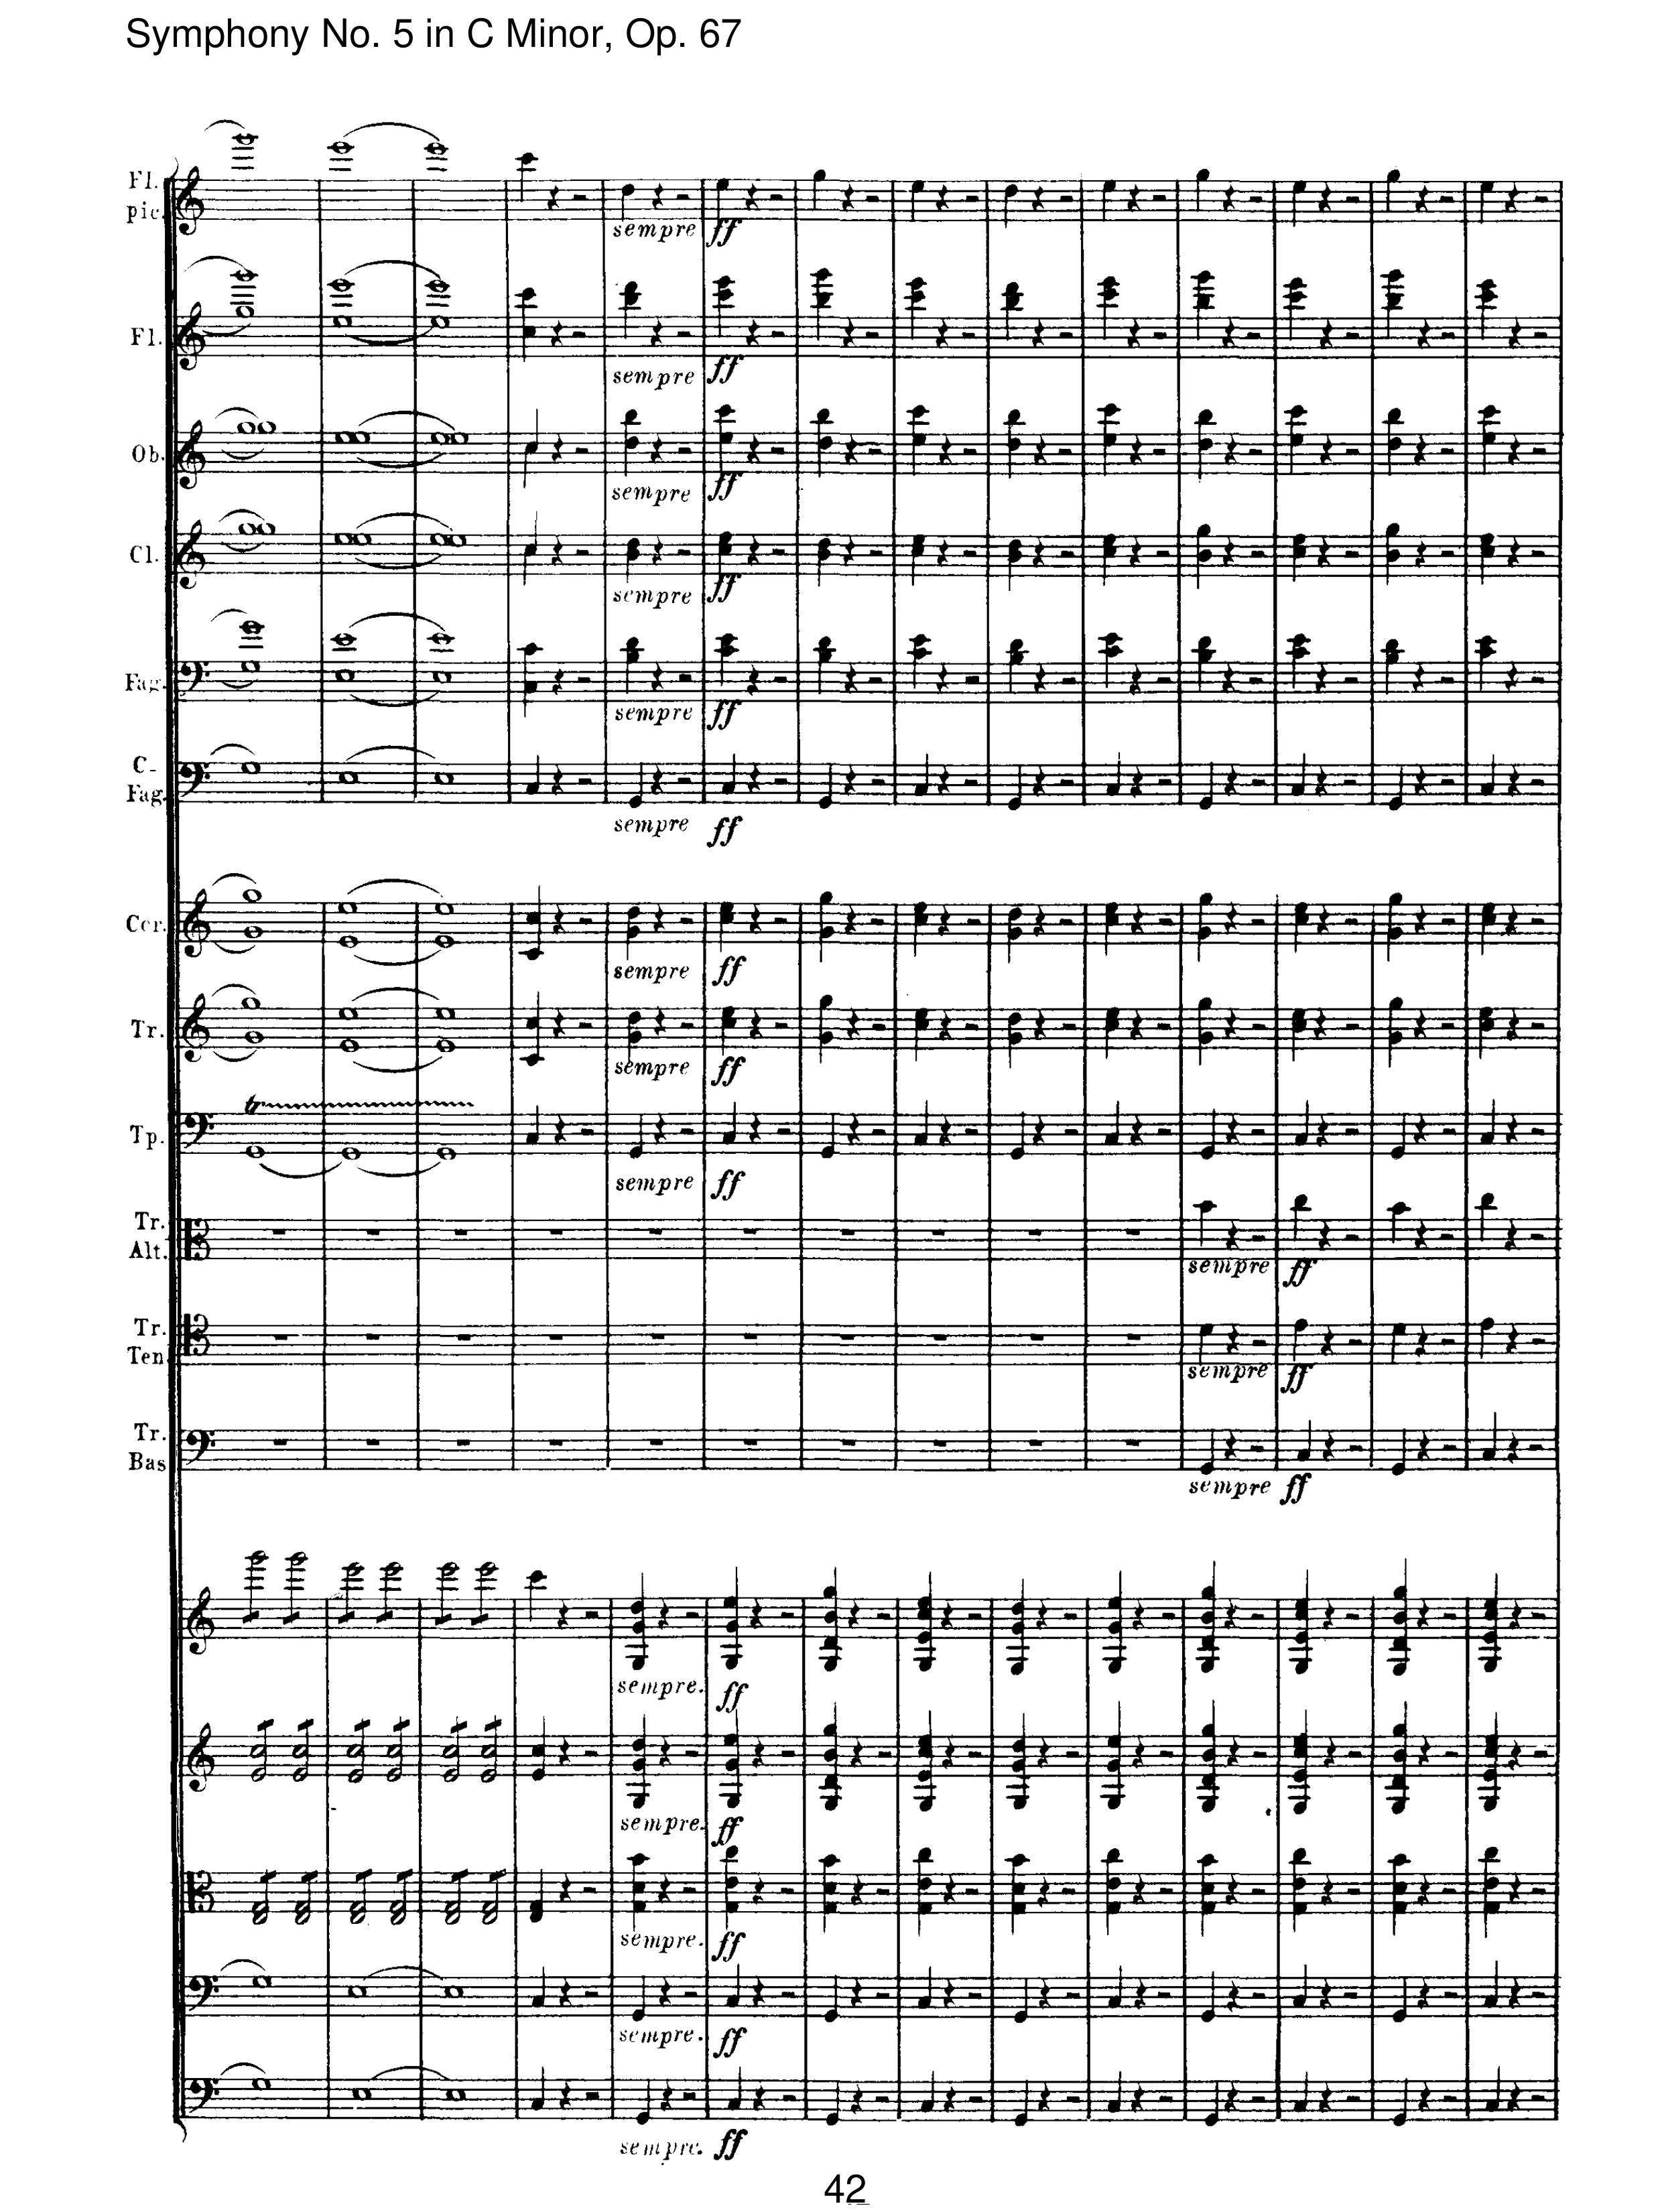 Symphony No. 5 in C Minor, Op. 67
Fl.
pic.
sempre ff
Fl.
sempre ff
Ob.
sempre ff
Cl.
sempre ff
Fag.
sempre ff
C-
Fag.
sempre ff
Cor.
sempre ff
Tr.
sempre ff
tr
Tp.
sempre ff
Tr.
Alt.
sempre ff
Tr.
Ten.
sempre ff
Tr.
Bas
sempre ff
sempre. ff
sempre. ff
sempre. ff
sempre. ff
sempre. ff
42